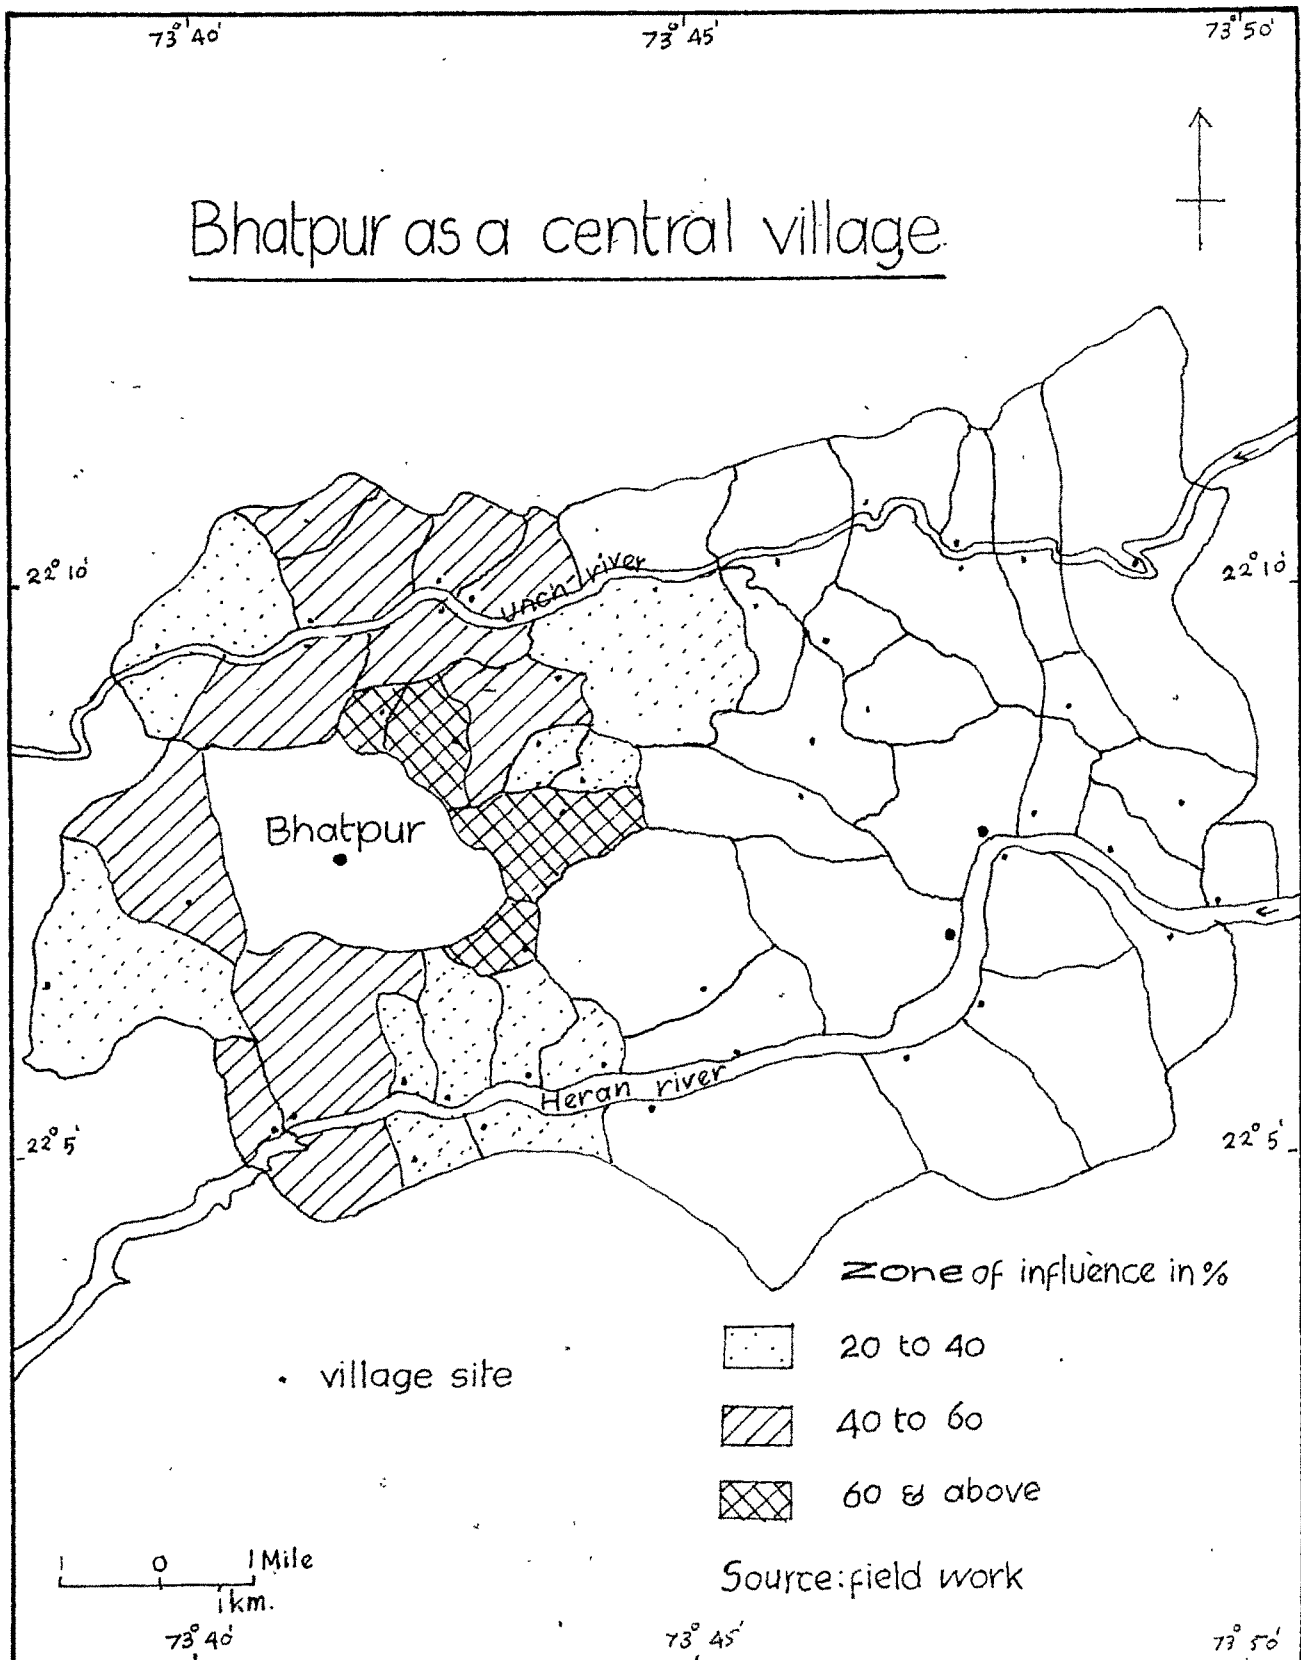 73° 40' 73° 45' 73° 50'
Bhatpur as a central village
unch river
22° 10' 22° 10'
Bhatpur
Heran river
22° 5' 22° 5'
Zone of influence in %
20 to 40
• village site
40 to 60
60 & above
1 0 1 Mile
1 km.
Source: field work
73° 40' 73° 45' 73° 50'